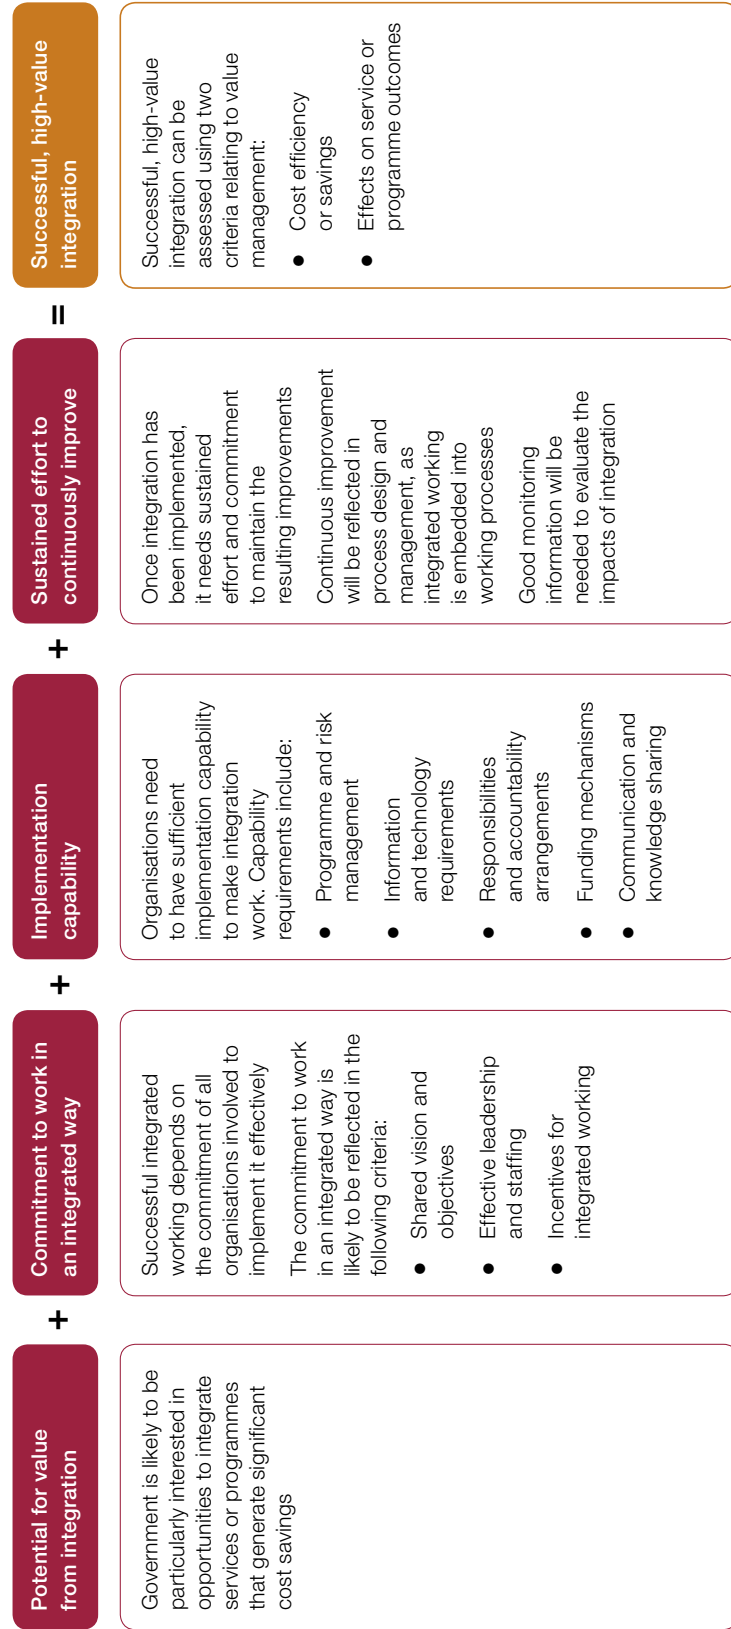 Potential for value
from integration
Government is likely to be
particularly interested in
opportunities to integrate
services or programmes
that generate significant
cost savings
+
Commitment to work in
an integrated way
Successful integrated
working depends on
the commitment of all
organisations involved to
implement it effectively
The commitment to work
in an integrated way is
likely to be reflected in the
following criteria:
● Shared vision and
objectives
● Effective leadership
and staffing
● Incentives for
integrated working
+
Implementation
capability
Organisations need
to have sufficient
implementation capability
to make integration
work. Capability
requirements include:
● Programme and risk
management
● Information
and technology
requirements
● Responsibilities
and accountability
arrangements
● Funding mechanisms
● Communication and
knowledge sharing
+
Sustained effort to
continuously improve
Once integration has
been implemented,
it needs sustained
effort and commitment
to maintain the
resulting improvements
Continuous improvement
will be reflected in
process design and
management, as
integrated working
is embedded into
working processes
Good monitoring
information will be
needed to evaluate the
impacts of integration
=
Successful, high-value
integration
Successful, high-value
integration can be
assessed using two
criteria relating to value
management:
● Cost efficiency
or savings
● Effects on service or
programme outcomes